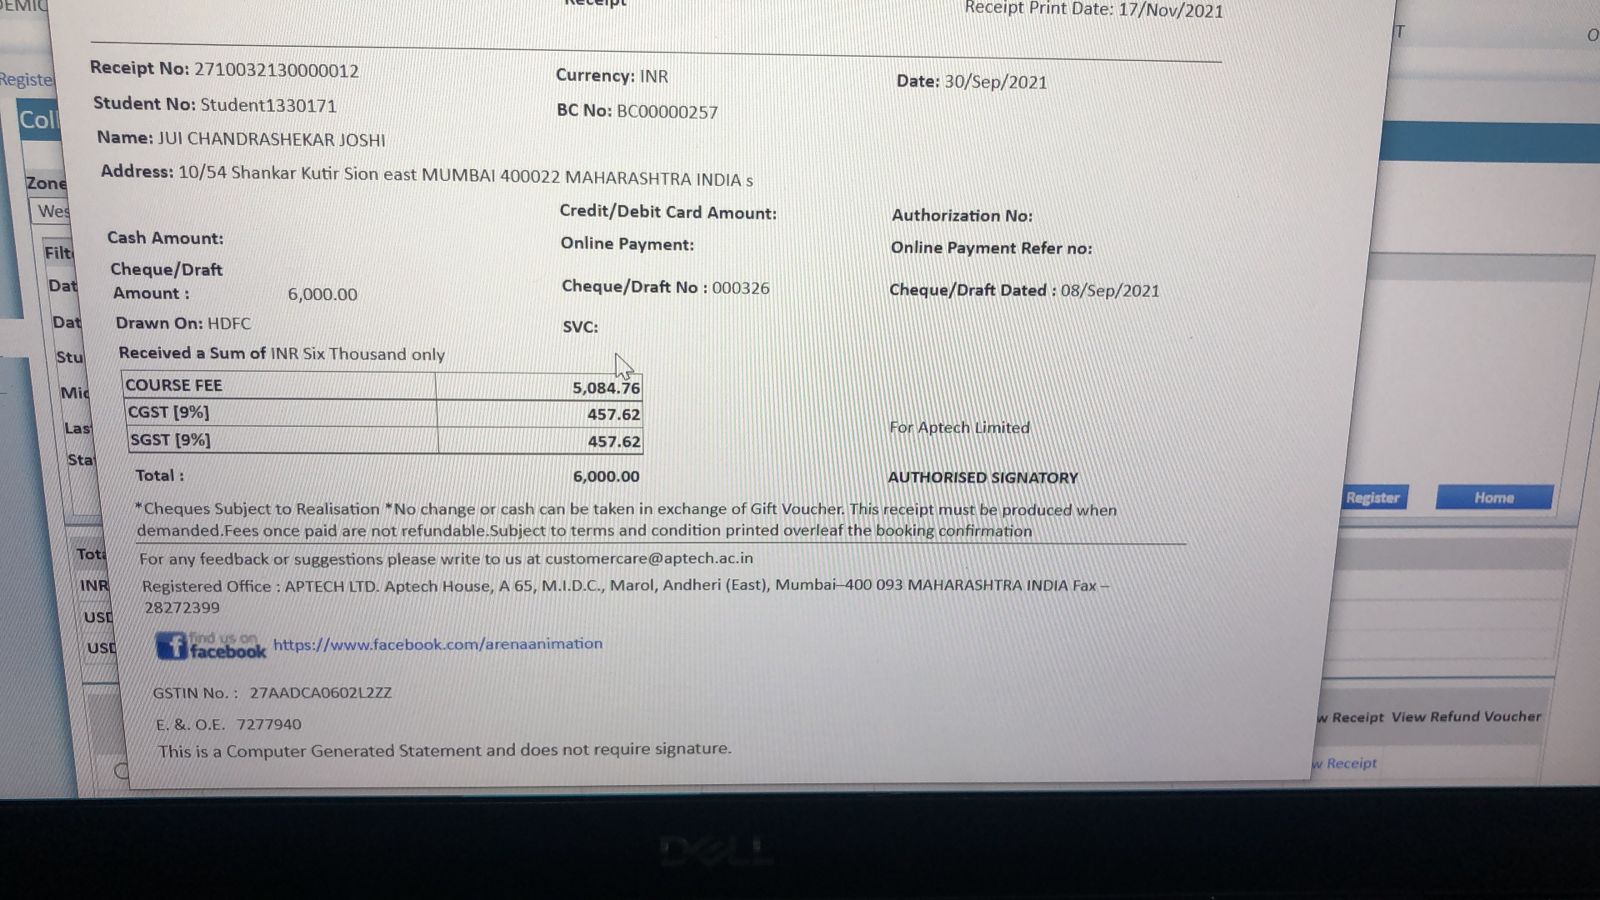 Receipt
Receipt Print Date: 17/Nov/2021
Receipt No: 2710032130000012
Currency: INR
Date: 30/Sep/2021
Student No: Student1330171
BC No: BC00000257
Name: JUI CHANDRASHEKAR JOSHI
Address: 10/54 Shankar Kutir Sion east MUMBAI 400022 MAHARASHTRA INDIA s
Credit/Debit Card Amount:
Authorization No:
Cash Amount:
Online Payment:
Online Payment Refer no:
Cheque/Draft
Amount : 6,000.00
Cheque/Draft No : 000326
Cheque/Draft Dated : 08/Sep/2021
Drawn On: HDFC
SVC:
Received a Sum of INR Six Thousand only
COURSE FEE 5,084.76
CGST [9%] 457.62
SGST [9%] 457.62
For Aptech Limited
Total : 6,000.00
AUTHORISED SIGNATORY
*Cheques Subject to Realisation *No change or cash can be taken in exchange of Gift Voucher. This receipt must be produced when
demanded.Fees once paid are not refundable.Subject to terms and condition printed overleaf the booking confirmation
For any feedback or suggestions please write to us at customercare@aptech.ac.in
Registered Office : APTECH LTD. Aptech House, A 65, M.I.D.C., Marol, Andheri (East), Mumbai–400 093 MAHARASHTRA INDIA Fax –
28272399
find us on
facebook
https://www.facebook.com/arenaanimation
GSTIN No. : 27AADCA0602L2ZZ
E. &. O.E. 7277940
This is a Computer Generated Statement and does not require signature.
Registe
Coll
Zone
Wes
Filt
Dat
Dat
Stu
Mid
Las
Sta
Tota
INR
USD
USD
Register
Home
w Receipt View Refund Voucher
w Receipt
DELL